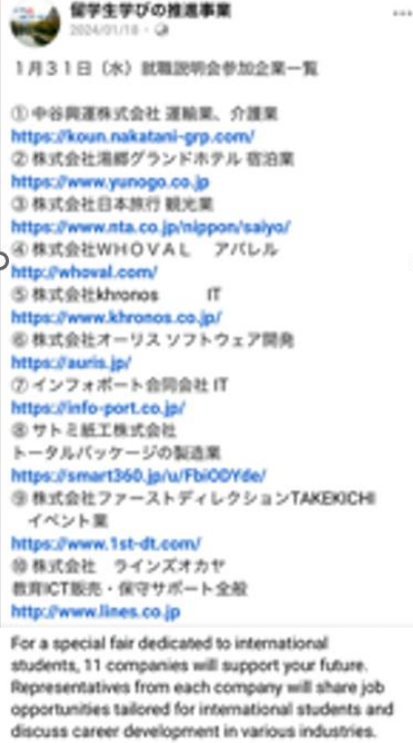 留学生学びの推進事業
2024/01/18
1月31日（水）就職説明会参加企業一覧
① 中谷興運株式会社 運輸業、介護業
https://koun.nakatani-grp.com/
② 株式会社湯郷グランドホテル 宿泊業
https://www.yunogo.co.jp
③ 株式会社日本旅行 観光業
https://www.nta.co.jp/nippon/saiyo/
④ 株式会社ＷＨＯＶＡＬ　アパレル
http://whoval.com/
⑤ 株式会社khronos　　　IT
https://www.khronos.co.jp/
⑥ 株式会社オーリス ソフトウェア開発
https://auris.jp/
⑦ インフォポート合同会社 IT
https://info-port.co.jp/
⑧ サトミ紙工株式会社
トータルパッケージの製造業
https://smart360.jp/u/FbiODYde/
⑨ 株式会社ファーストディレクションTAKEKICHI
イベント業
https://www.1st-dt.com/
⑩ 株式会社　ラインズオカヤ
教育ICT販売・保守サポート全般
http://www.lines.co.jp
For a special fair dedicated to international
students, 11 companies will support your future.
Representatives from each company will share job
opportunities tailored for international students and
discuss career development in various industries.